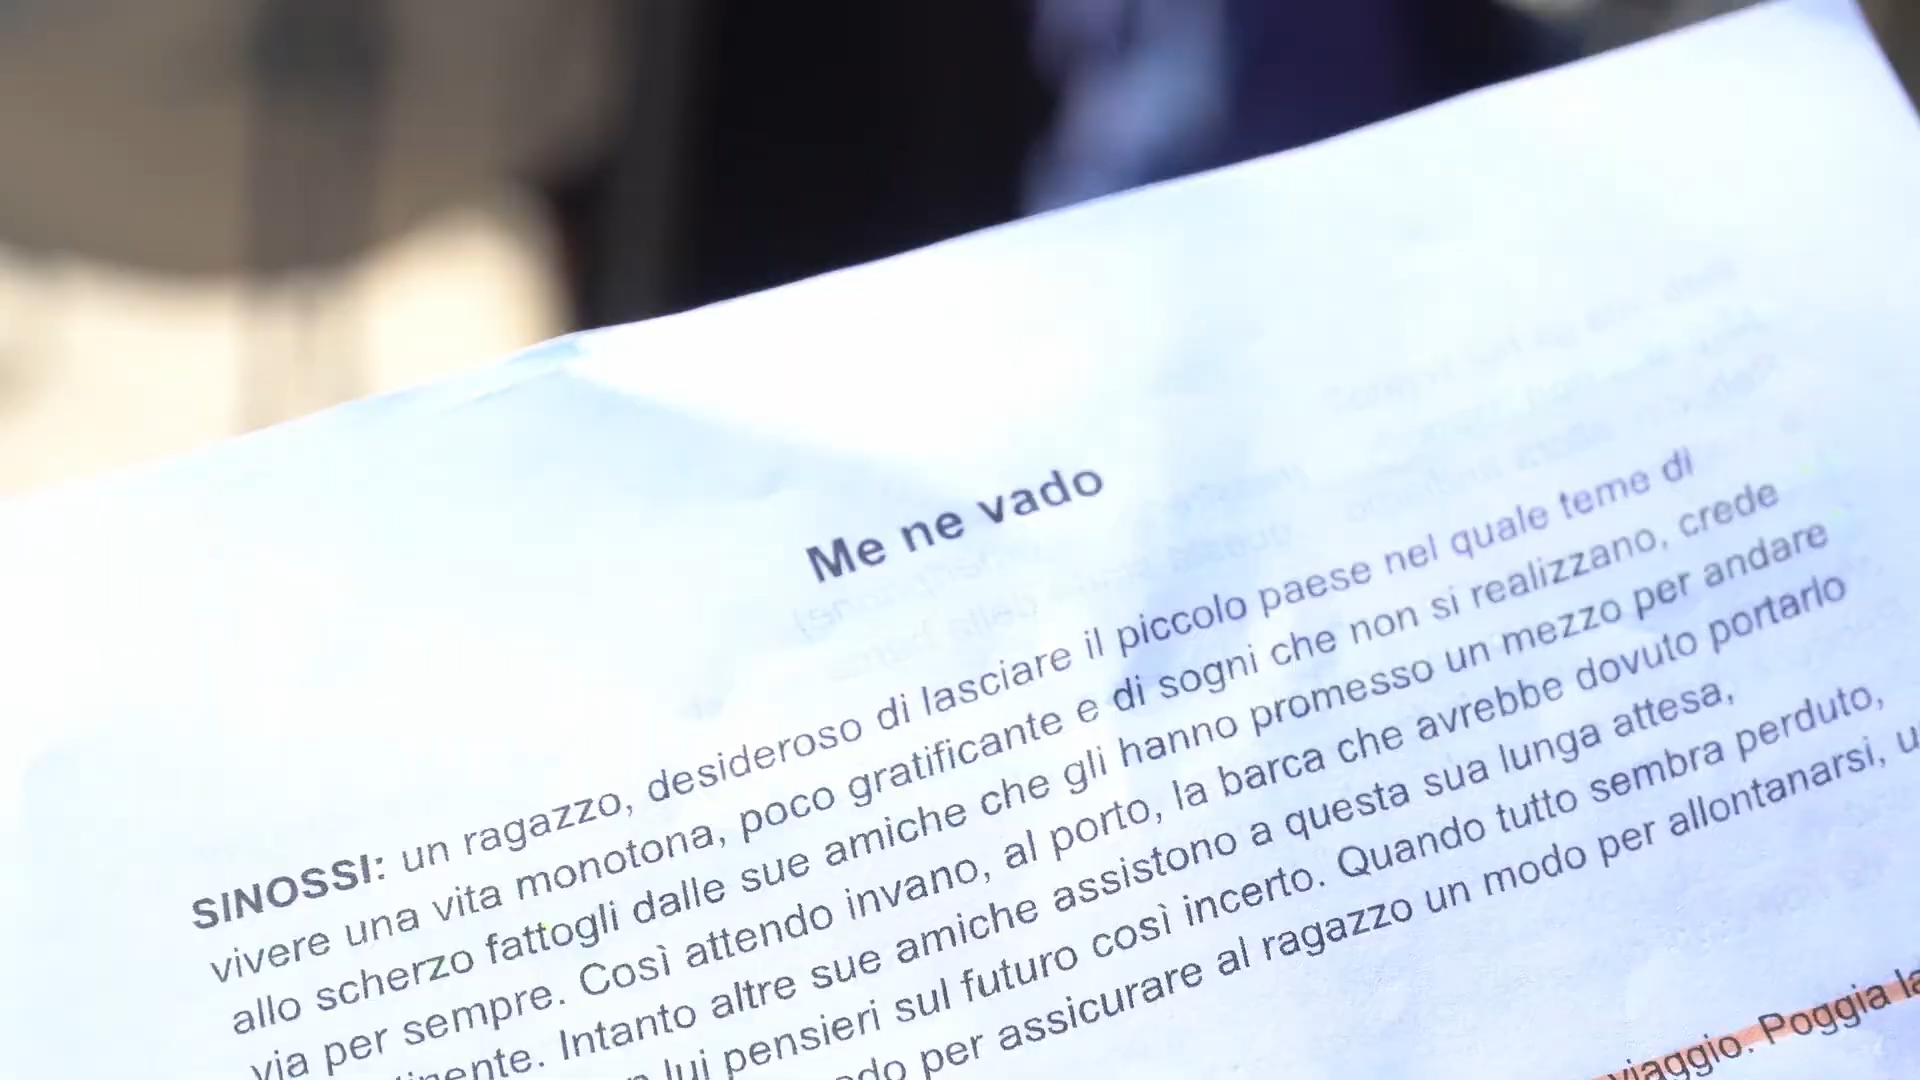 Me ne vado
SINOSSI: un ragazzo, desideroso di lasciare il piccolo paese nel quale teme di
vivere una vita monotona, poco gratificante e di sogni che non si realizzano, crede
allo scherzo fattogli dalle sue amiche che gli hanno promesso un mezzo per andare
via per sempre. Così attendo invano, al porto, la barca che avrebbe dovuto portarlo
Intanto altre sue amiche assistono a questa sua lunga attesa,
lui pensieri sul futuro così incerto. Quando tutto sembra perduto,
per assicurare al ragazzo un modo per allontanarsi,
viaggio. Poggia